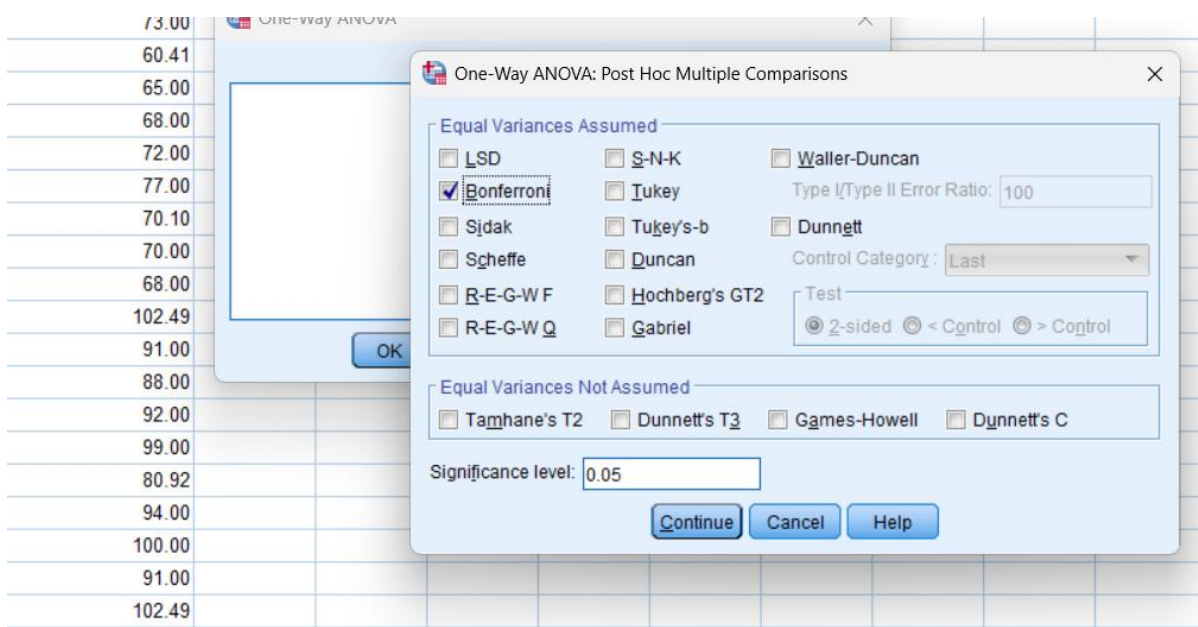 73.00
One-Way ANOVA
60.41
65.00
68.00
72.00
77.00
70.10
70.00
68.00
102.49
91.00
88.00
92.00
99.00
80.92
94.00
100.00
91.00
102.49
OK
One-Way ANOVA: Post Hoc Multiple Comparisons
Equal Variances Assumed
LSD S-N-K Waller-Duncan
Bonferroni Tukey Type I/Type II Error Ratio: 100
Sidak Tukey's-b Dunnett
Scheffe Duncan Control Category : Last
R-E-G-W F Hochberg's GT2 Test
R-E-G-W Q Gabriel 2-sided < Control > Control
Equal Variances Not Assumed
Tamhane's T2 Dunnett's T3 Games-Howell Dunnett's C
Significance level: 0.05
Continue Cancel Help